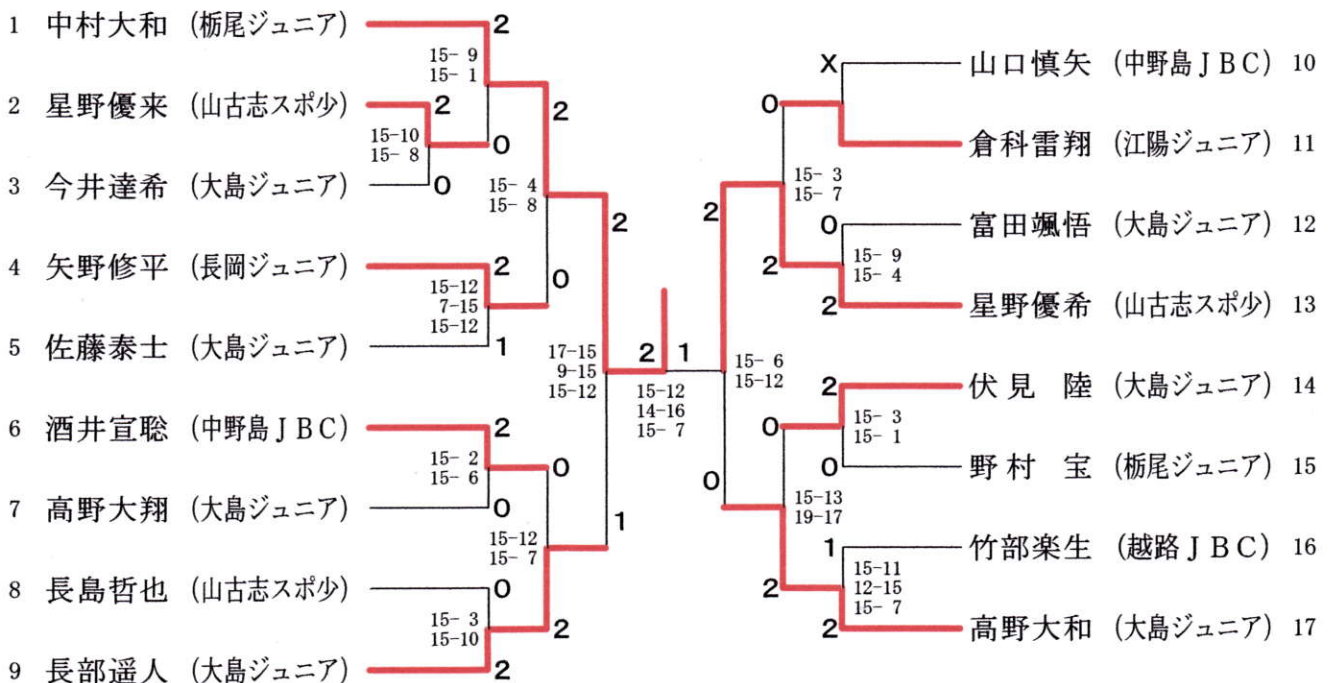 1 中村大和 (栃尾ジュニア) 2
15- 9
15- 1
2 星野優来 (山古志スポ少) 2
2
15-10
15- 8
0
3 今井達希 (大島ジュニア) 0
15- 4
15- 8
2
4 矢野修平 (長岡ジュニア) 2
0
15-12
7-15
15-12
5 佐藤泰士 (大島ジュニア) 1
17-15
9-15
15-12
2 1
15-12
14-16
15- 7
6 酒井宣聡 (中野島JBC) 2
15- 2
15- 6
0
7 高野大翔 (大島ジュニア) 0
1
15-12
15- 7
8 長島哲也 (山古志スポ少) 0
15- 3
15-10
2
9 長部遥人 (大島ジュニア) 2
X 山口慎矢 (中野島JBC) 10
0
倉科雷翔 (江陽ジュニア) 11
15- 3
15- 7
2
0 富田颯悟 (大島ジュニア) 12
15- 9
15- 4
2
2 星野優希 (山古志スポ少) 13
15- 6
15-12
2 伏見 陸 (大島ジュニア) 14
15- 3
15- 1
0
0 野村 宝 (栃尾ジュニア) 15
0
15-13
19-17
1 竹部楽生 (越路JBC) 16
15-11
12-15
15- 7
2
2 高野大和 (大島ジュニア) 17